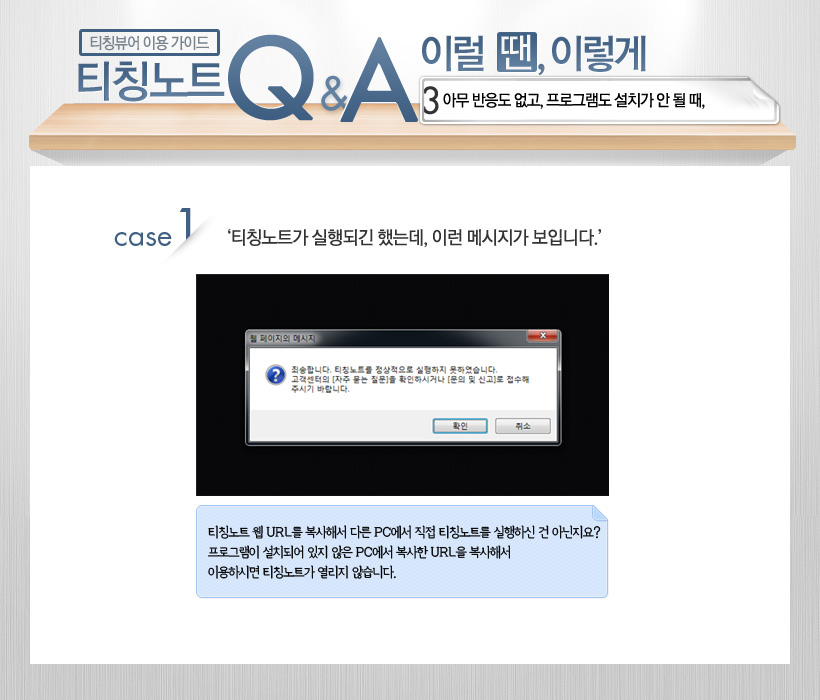 티칭뷰어 이용 가이드
티칭노트 Q&A 이럴 땐, 이렇게
3 아무 반응도 없고, 프로그램도 설치가 안 될 때,
case 1 ‘티칭노트가 실행되긴 했는데, 이런 메시지가 보입니다.’
웹 페이지의 메시지
죄송합니다. 티칭노트를 정상적으로 실행하지 못하였습니다.
고객센터의 [자주 묻는 질문]을 확인하시거나 [문의 및 신고]로 접수해
주시기 바랍니다.
확인 취소
티칭노트 웹 URL를 복사해서 다른 PC에서 직접 티칭노트를 실행하신 건 아닌지요?
프로그램이 설치되어 있지 않은 PC에서 복사한 URL을 복사해서
이용하시면 티칭노트가 열리지 않습니다.